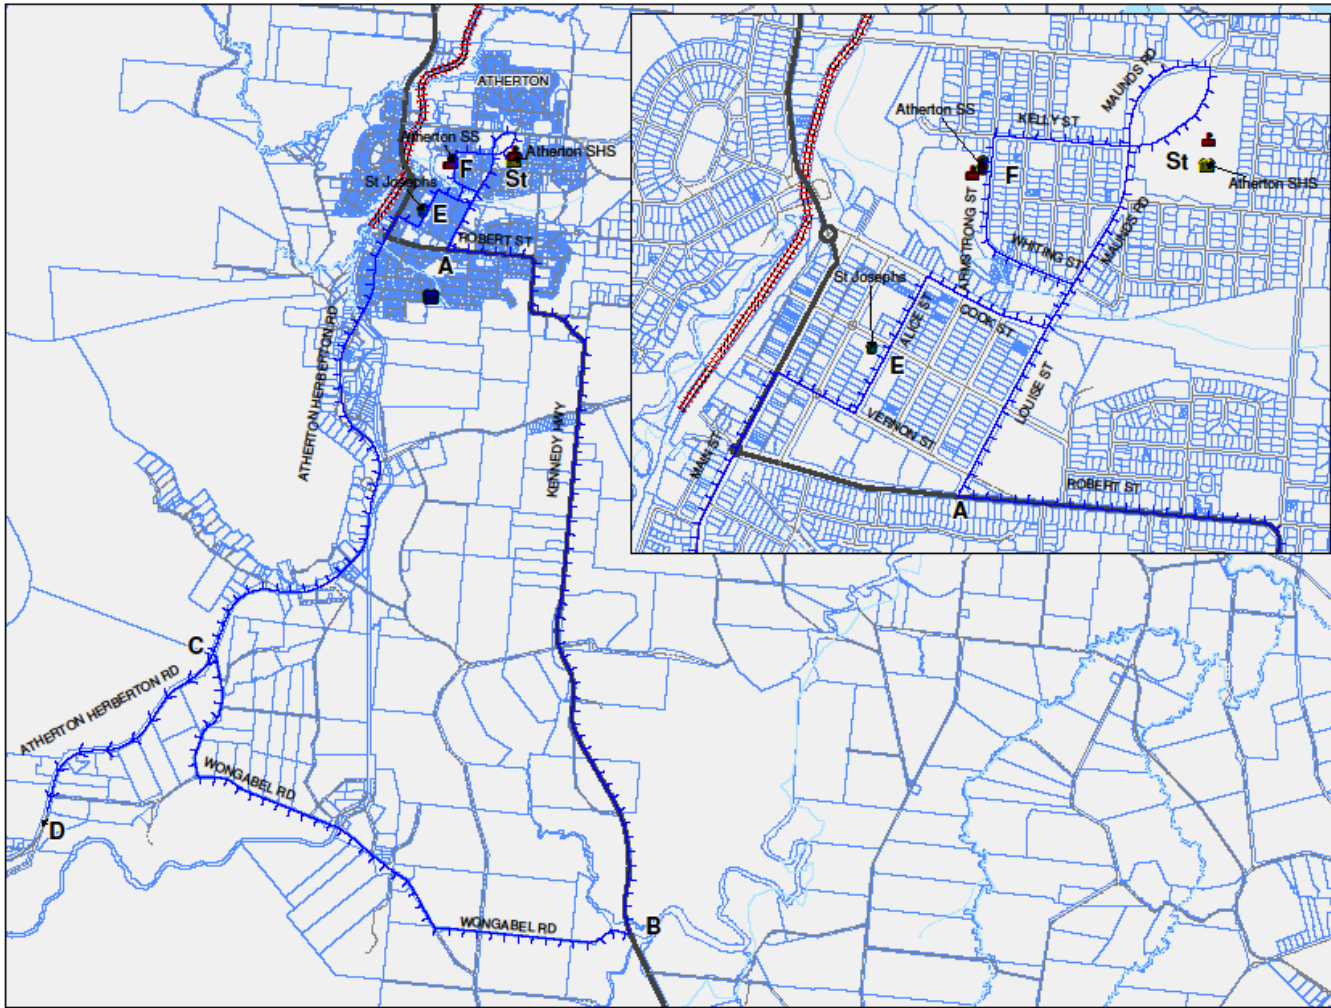 ATHERTON
Atherton SS
F
Atherton SHS
St
St Josephs
E
ROBERT ST
A
ATHERTON HERBERTON RD
KENNEDY HWY
C
ATHERTON HERBERTON RD
WONGABEL RD
D
WONGABEL RD
B
MAUNDS RD
Atherton SS
KELLY ST
F
St
Atherton SHS
ARMSTRONG ST
MAUNDS RD
WHITING ST
St Josephs
ALICE ST
COOK ST
E
LOUISE ST
VERNON ST
MAIN ST
ROBERT ST
A